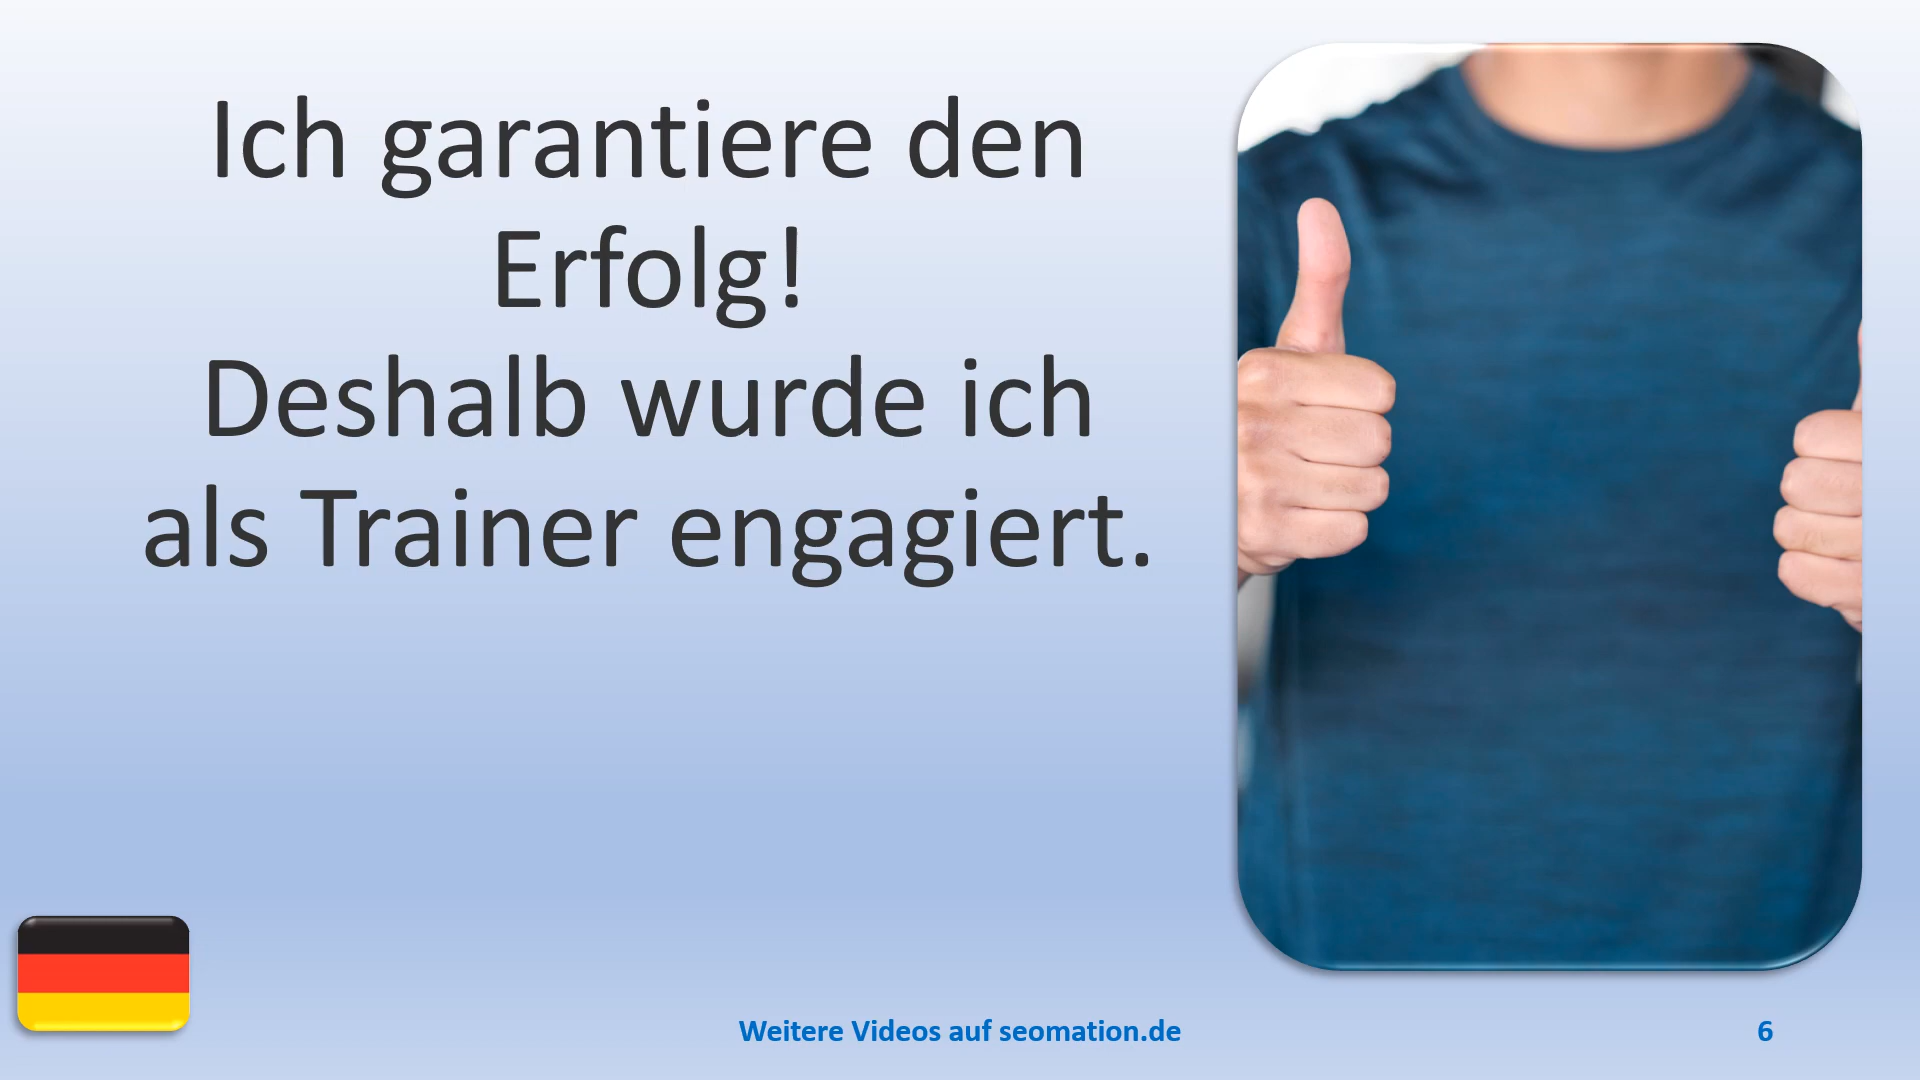 Ich garantiere den
Erfolg!
Deshalb wurde ich
als Trainer engagiert.
Weitere Videos auf seomation.de
6